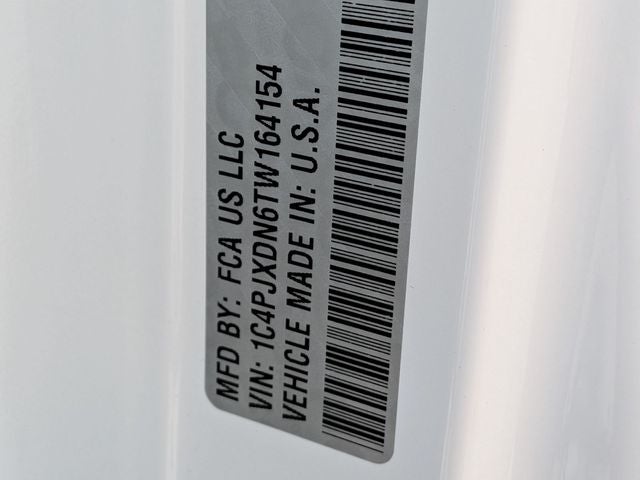 MFD BY: FCA US LLC
VIN: 1C4PJXDN6TW164154
VEHICLE MADE IN: U.S.A.